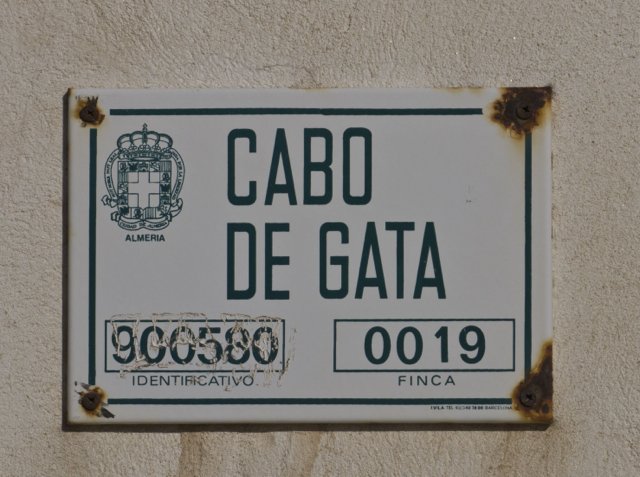 CABO
DE GATA
ALMERIA
900580 0019
IDENTIFICATIVO. FINCA